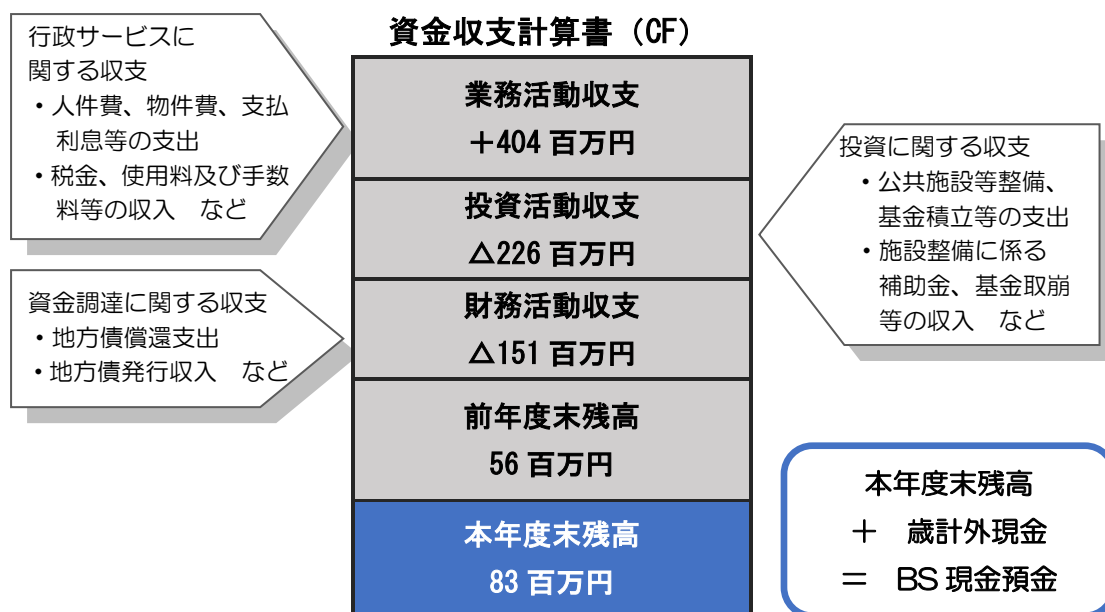 資金収支計算書（CF）
行政サービスに
関する収支
・人件費、物件費、支払
利息等の支出
・税金、使用料及び手数
料等の収入　など
資金調達に関する収支
・地方債償還支出
・地方債発行収入　など
業務活動収支
＋404 百万円
投資活動収支
△226 百万円
財務活動収支
△151 百万円
前年度末残高
56 百万円
本年度末残高
83 百万円
投資に関する収支
・公共施設等整備、
基金積立等の支出
・施設整備に係る
補助金、基金取崩
等の収入　など
本年度末残高
＋　歳計外現金
＝　BS 現金預金